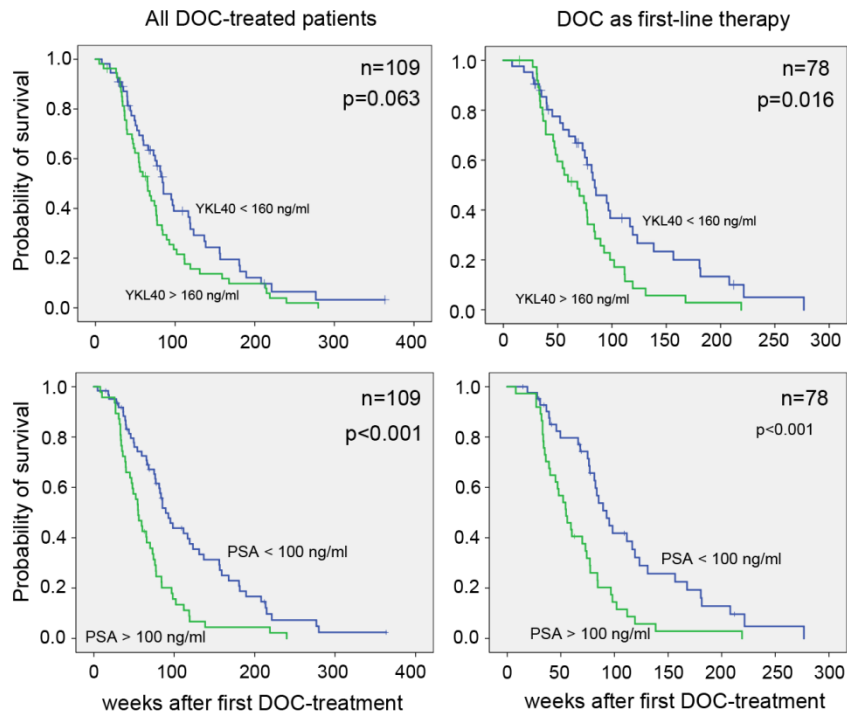 All DOC-treated patients
DOC as first-line therapy
Probability of survival
1.0
0.8
0.6
0.4
0.2
0.0
n=109
p=0.063
YKL40 < 160 ng/ml
YKL40 > 160 ng/ml
0 100 200 300 400
1.0
0.8
0.6
0.4
0.2
0.0
n=78
p=0.016
YKL40 < 160 ng/ml
YKL40 > 160 ng/ml
0 50 100 150 200 250 300
Probability of survival
1.0
0.8
0.6
0.4
0.2
0.0
n=109
p<0.001
PSA < 100 ng/ml
PSA > 100 ng/ml
0 200 300 400
weeks after first DOC-treatment
1.0
0.8
0.6
0.4
0.2
0.0
n=78
p<0.001
PSA < 100 ng/ml
PSA > 100 ng/ml
0 50 100 150 200 250 300
weeks after first DOC-treatment